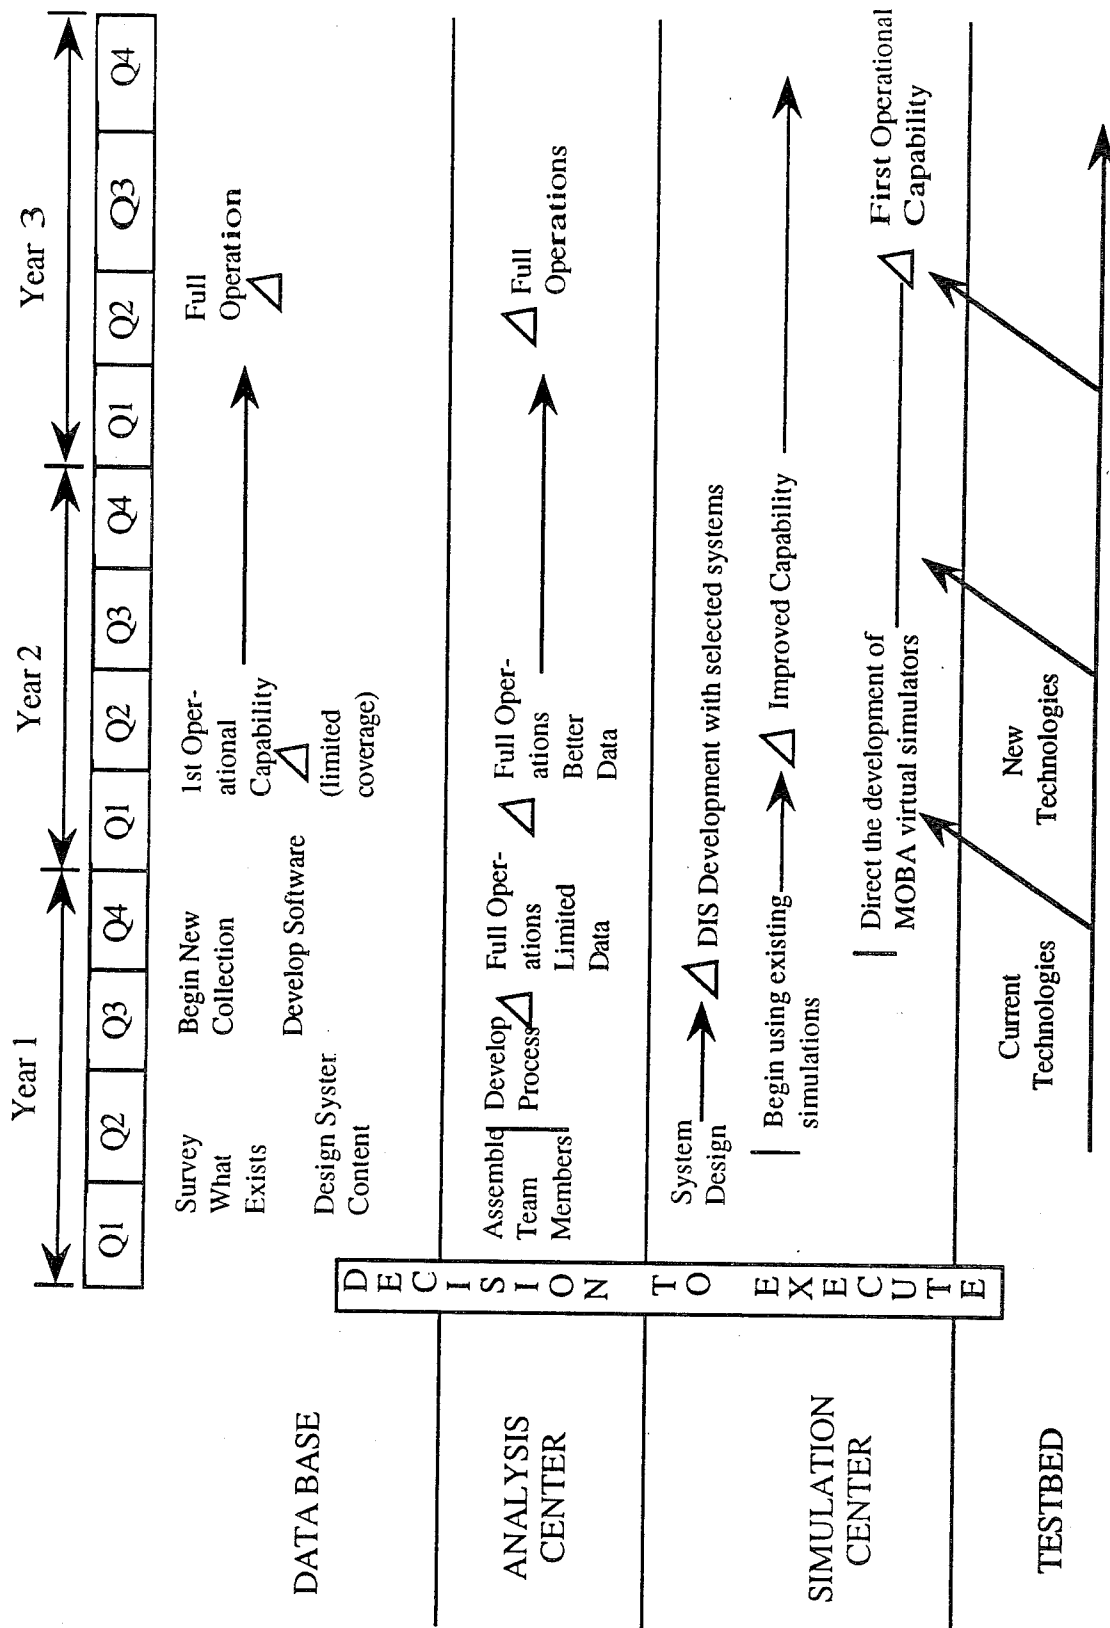 Year 1
Year 2
Year 3
Q1
Q2
Q3
Q4
Q1
Q2
Q3
Q4
Q1
Q2
Q3
Q4
DATA BASE
Survey
What
Exists
Design Syster.
Content
Begin New
Collection
Develop Software
1st Oper-
ational
Capability
(limited
coverage)
Full
Operation
DECISION TO EXECUTE
ANALYSIS
CENTER
Assemble
Team
Members
Develop
Process
Full Oper-
ations
Limited
Data
Full Oper-
ations
Better
Data
Full
Operations
SIMULATION
CENTER
System
Design
DIS Development with selected systems
Begin using existing
simulations
Improved Capability
Direct the development of
MOBA virtual simulators
First Operational
Capability
TESTBED
Current
Technologies
New
Technologies